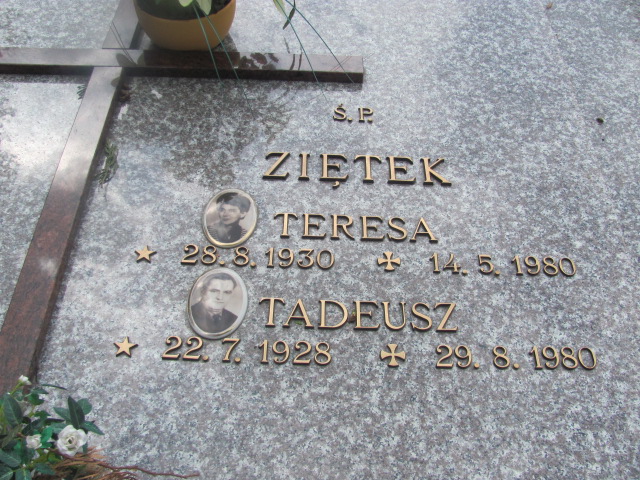 Ś. P.
ZIĘTEK
TERESA
28. 8. 1930 14. 5. 1980
TADEUSZ
22. 7. 1928 29. 8. 1980